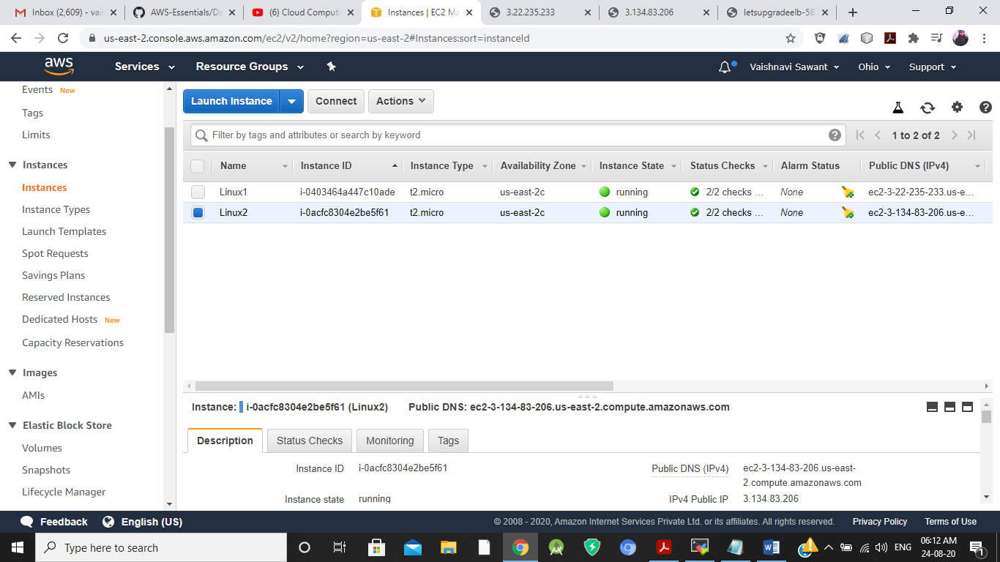 Inbox (2,609) - vais
AWS-Essentials/Da
(6) Cloud Computi
Instances | EC2 Ma
3.22.235.233
3.134.83.206
letsupgradeelb-58
us-east-2.console.aws.amazon.com/ec2/v2/home?region=us-east-2#Instances:sort=instanceId
aws
Services
Resource Groups
Vaishnavi Sawant
Ohio
Support
Events New
Tags
Limits
Instances
Instances
Instance Types
Launch Templates
Spot Requests
Savings Plans
Reserved Instances
Dedicated Hosts New
Capacity Reservations
Images
AMIs
Elastic Block Store
Volumes
Snapshots
Lifecycle Manager
Launch Instance
Connect
Actions
Filter by tags and attributes or search by keyword
1 to 2 of 2
Name Instance ID Instance Type Availability Zone Instance State Status Checks Alarm Status Public DNS (IPv4)
Linux1 i-0403464a447c10ade t2.micro us-east-2c running 2/2 checks ... None ec2-3-22-235-233.us-e...
Linux2 i-0acfc8304e2be5f61 t2.micro us-east-2c running 2/2 checks ... None ec2-3-134-83-206.us-e...
Instance: i-0acfc8304e2be5f61 (Linux2) Public DNS: ec2-3-134-83-206.us-east-2.compute.amazonaws.com
Description
Status Checks
Monitoring
Tags
Instance ID i-0acfc8304e2be5f61
Public DNS (IPv4) ec2-3-134-83-206.us-east-
2.compute.amazonaws.com
Instance state running
IPv4 Public IP 3.134.83.206
Feedback
English (US)
© 2008 - 2020, Amazon Internet Services Private Ltd. or its affiliates. All rights reserved.
Privacy Policy
Terms of Use
Type here to search
ENG
06:12 AM
24-08-20
1